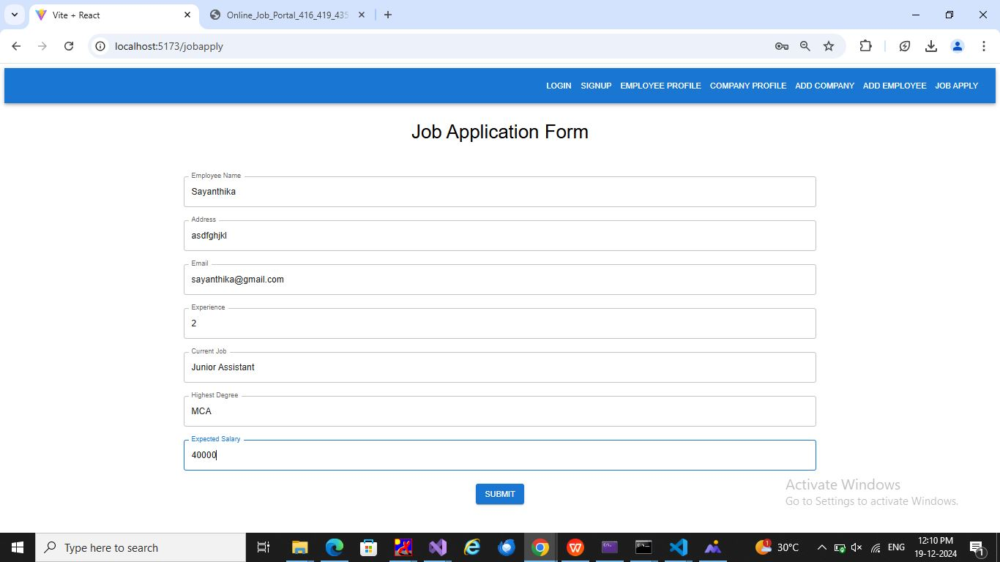 Vite + React
Online_Job_Portal_416_419_435
localhost:5173/jobapply
LOGIN SIGNUP EMPLOYEE PROFILE COMPANY PROFILE ADD COMPANY ADD EMPLOYEE JOB APPLY
Job Application Form
Employee Name
Sayanthika
Address
asdfghjkl
Email
sayanthika@gmail.com
Experience
2
Current Job
Junior Assistant
Highest Degree
MCA
Expected Salary
40000
SUBMIT
Activate Windows
Go to Settings to activate Windows.
Type here to search
1
30°C
ENG
12:10 PM
19-12-2024
1